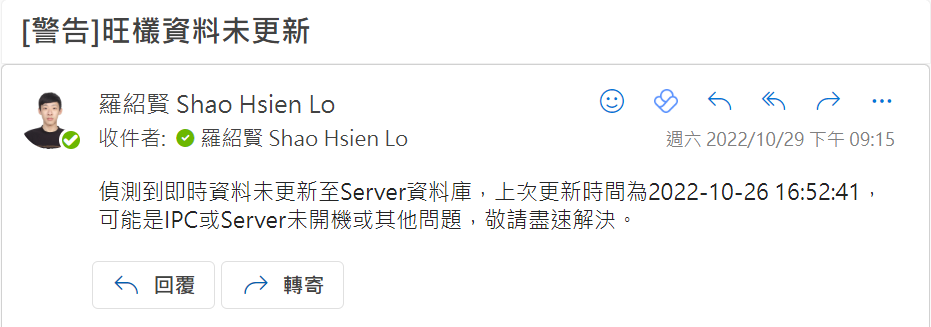 [警告]旺欉資料未更新
羅紹賢 Shao Hsien Lo
收件者: 羅紹賢 Shao Hsien Lo
週六 2022/10/29 下午 09:15
偵測到即時資料未更新至Server資料庫，上次更新時間為2022-10-26 16:52:41，
可能是IPC或Server未開機或其他問題，敬請盡速解決。
回覆
轉寄